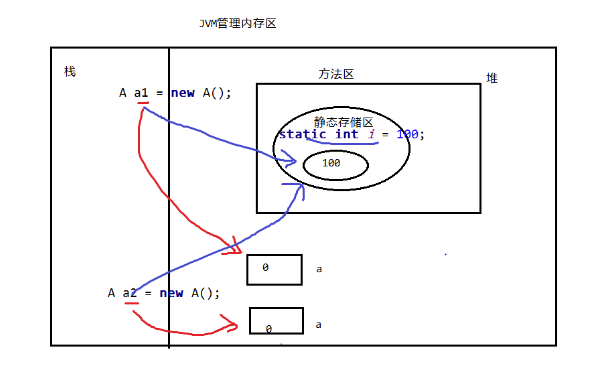 JVM管理内存区
栈
方法区
堆
A a1 = new A();
静态存储区
static int i = 100;
100
0
a
A a2 = new A();
0
a